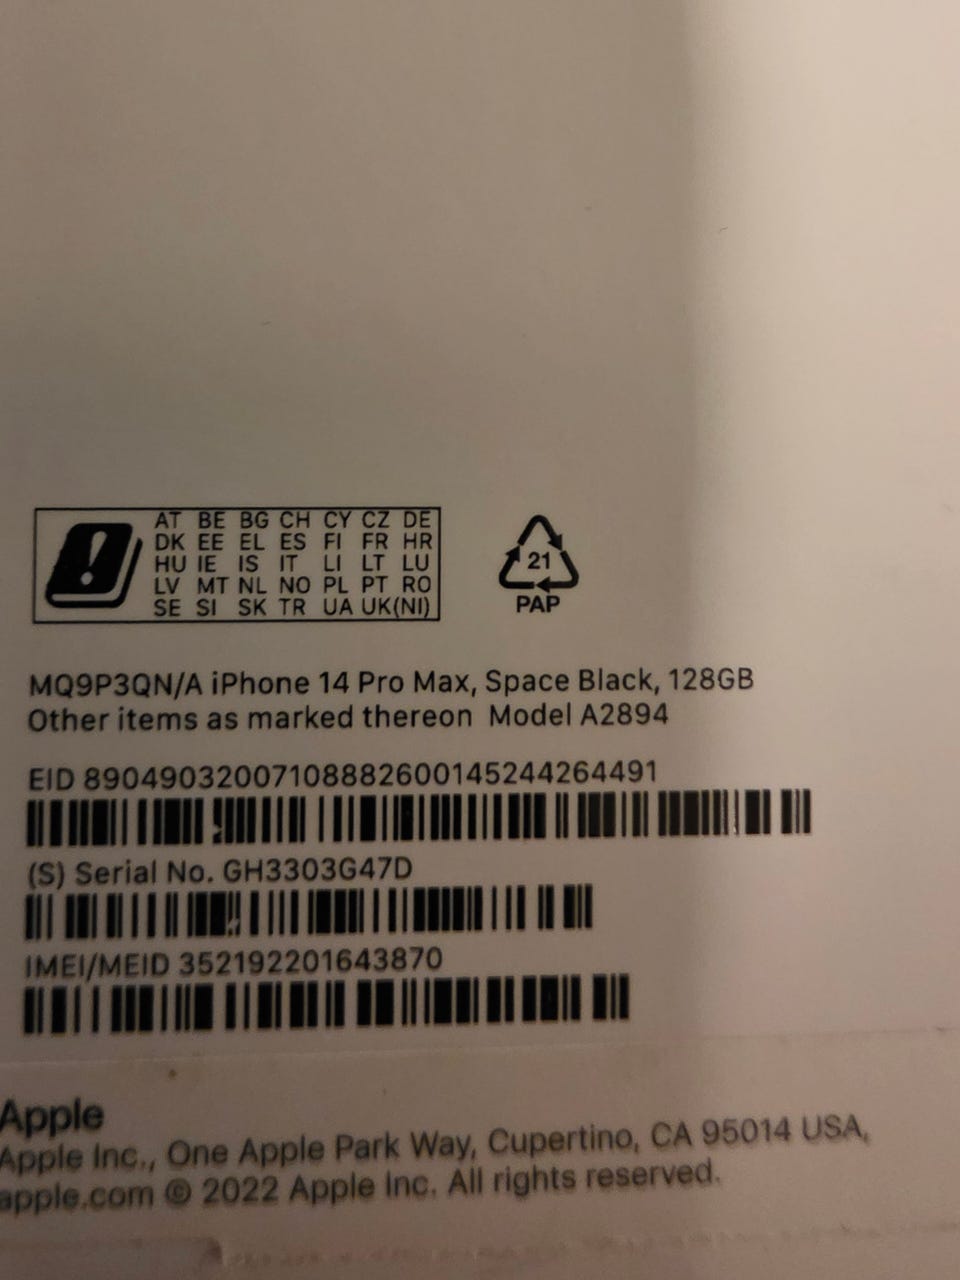 AT BE BG CH CY CZ DE
DK EE EL ES FI FR HR
HU IE IS IT LI LT LU
LV MT NL NO PL PT RO
SE SI SK TR UA UK(NI)
21
PAP
MQ9P3QN/A iPhone 14 Pro Max, Space Black, 128GB
Other items as marked thereon Model A2894
EID 89049032007108882600145244264491
(S) Serial No. GH3303G47D
IMEI/MEID 352192201643870
Apple
Apple Inc., One Apple Park Way, Cupertino, CA 95014 USA,
apple.com © 2022 Apple Inc. All rights reserved.